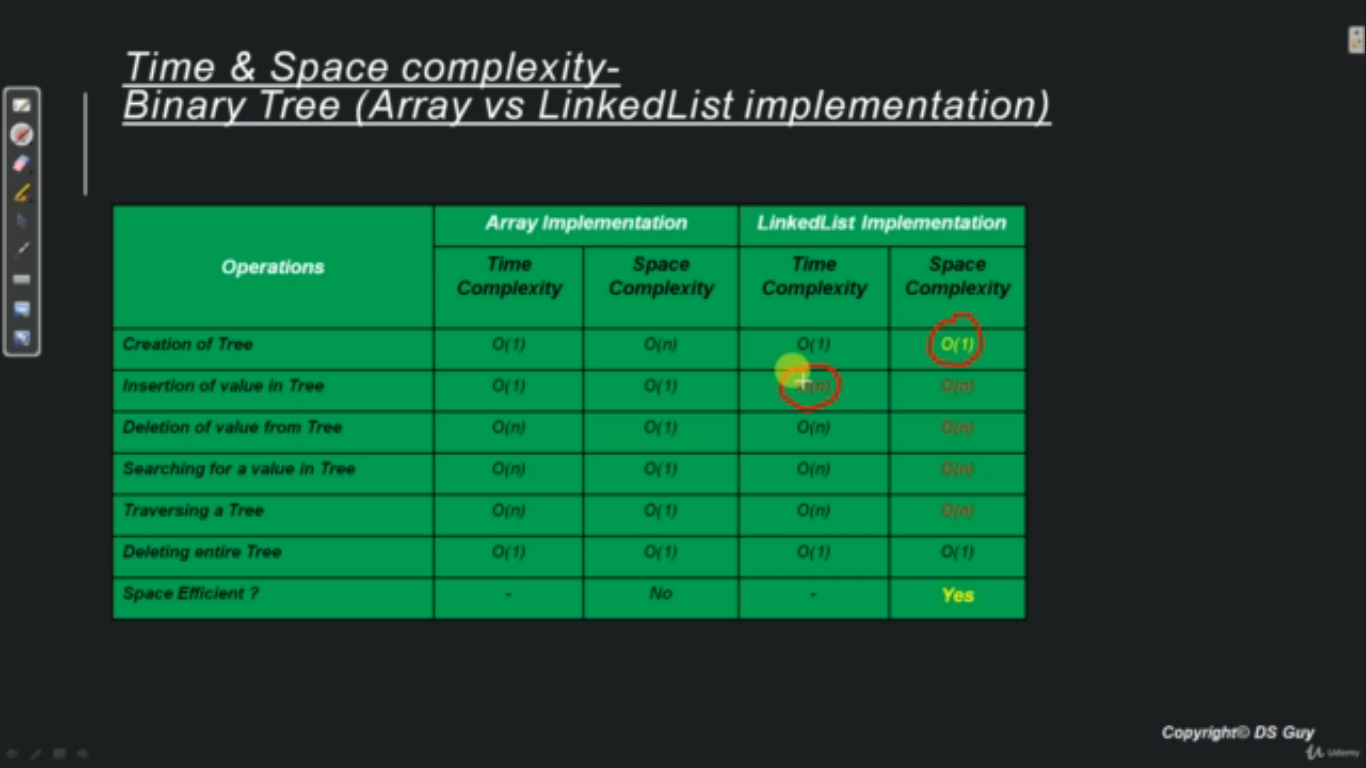 Time & Space complexity-
Binary Tree (Array vs LinkedList implementation)
Operations
Array Implementation
LinkedList Implementation
Time Complexity
Space Complexity
Time Complexity
Space Complexity
Creation of Tree O(1) O(n) O(1) O(1)
Insertion of value in Tree O(1) O(1) O(n) O(n)
Deletion of value from Tree O(n) O(1) O(n) O(n)
Searching for a value in Tree O(n) O(1) O(n) O(n)
Traversing a Tree O(n) O(1) O(n) O(n)
Deleting entire Tree O(1) O(1) O(1) O(1)
Space Efficient ? - No - Yes
Copyright© DS Guy
Udemy